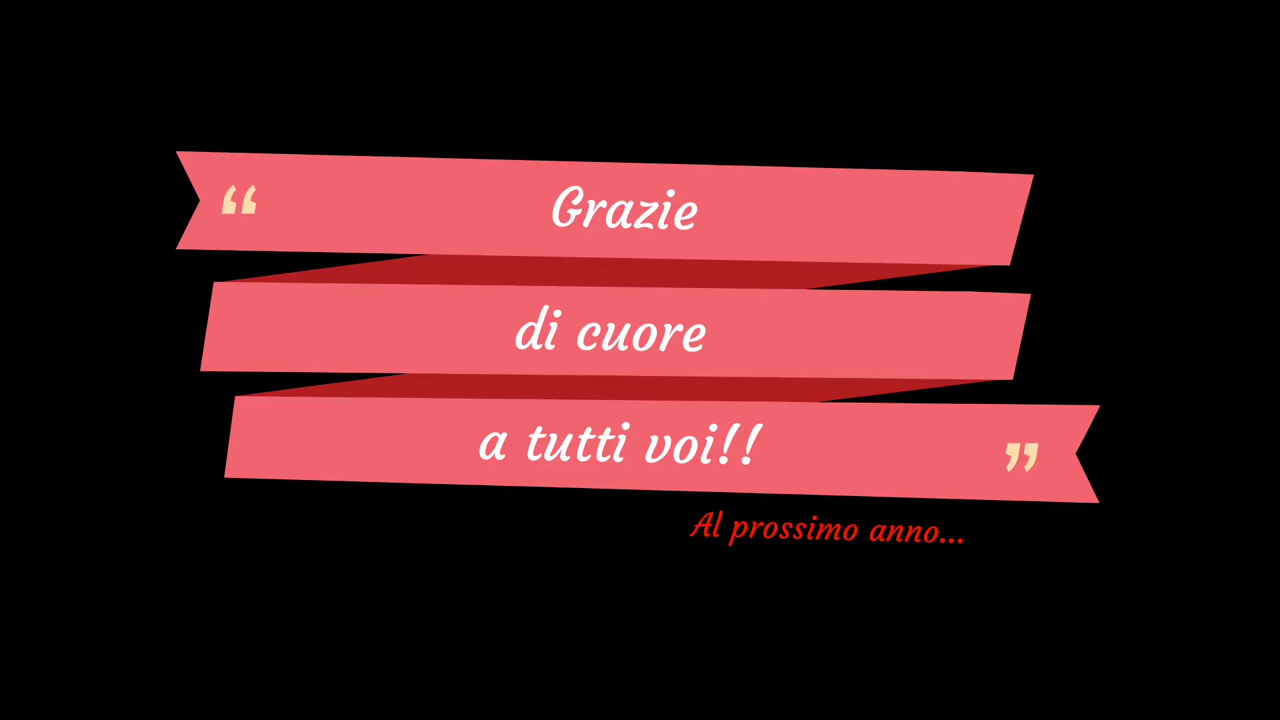 “ Grazie
di cuore
a tutti voi!! ”
Al prossimo anno...